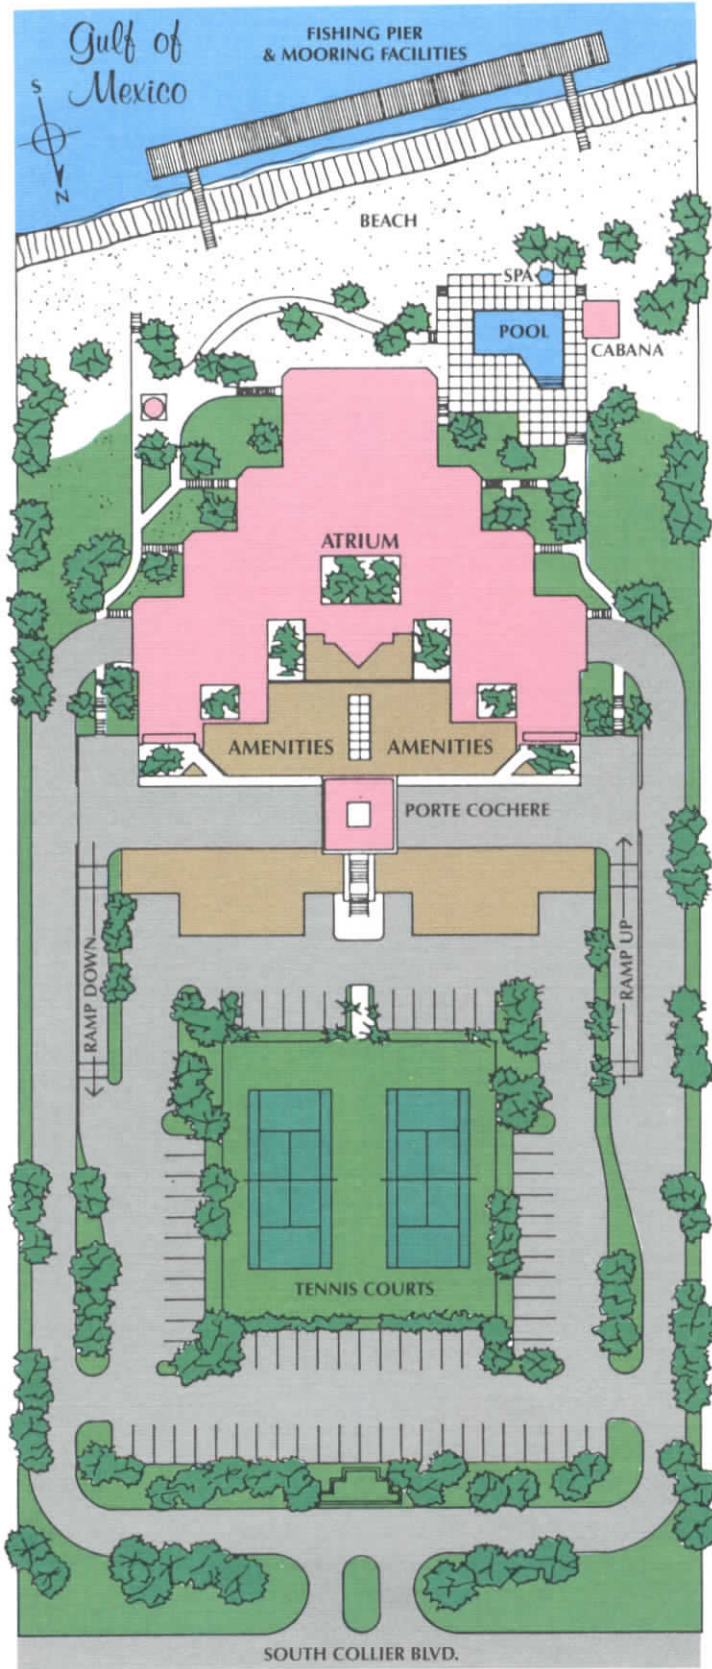 Gulf of
Mexico
FISHING PIER
& MOORING FACILITIES
S
N
BEACH
SPA
POOL
CABANA
ATRIUM
AMENITIES
AMENITIES
PORTE COCHERE
RAMP DOWN
RAMP UP
TENNIS COURTS
SOUTH COLLIER BLVD.